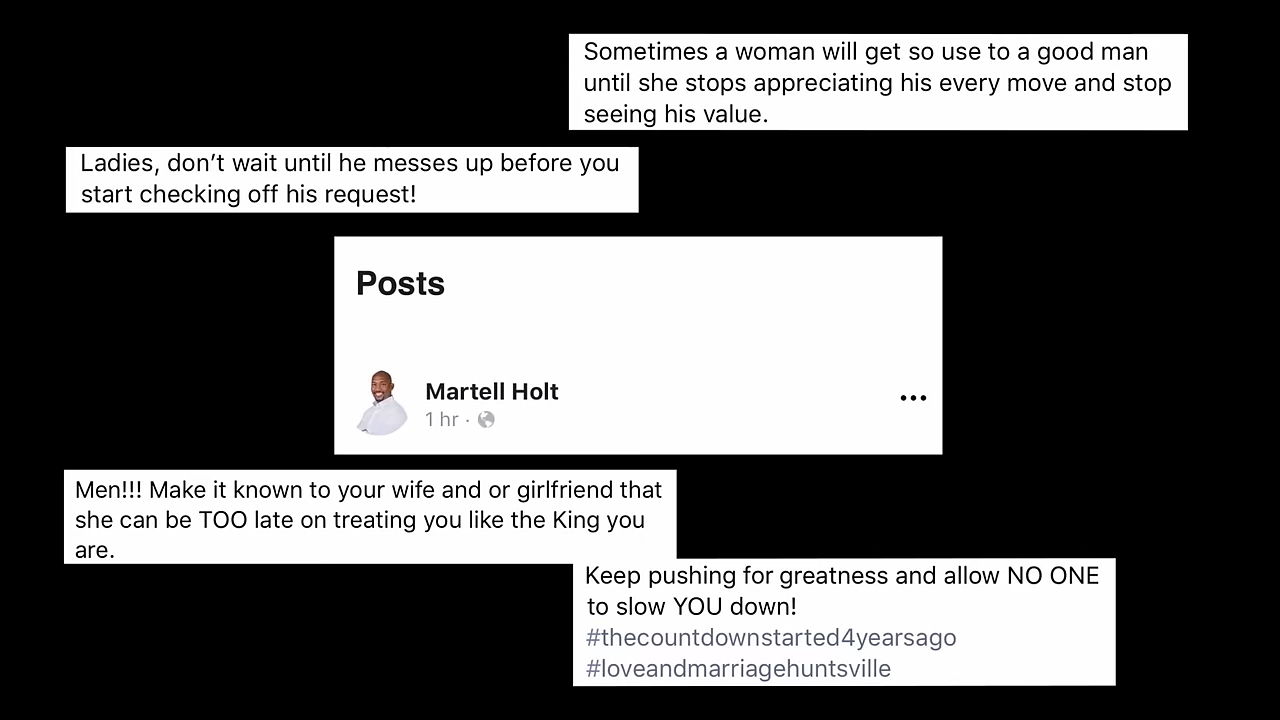 Sometimes a woman will get so use to a good man
until she stops appreciating his every move and stop
seeing his value.
Ladies, don’t wait until he messes up before you
start checking off his request!
Posts
Martell Holt
1 hr ·
Men!!! Make it known to your wife and or girlfriend that
she can be TOO late on treating you like the King you
are.
Keep pushing for greatness and allow NO ONE
to slow YOU down!
#thecountdownstarted4yearsago
#loveandmarriagehuntsville